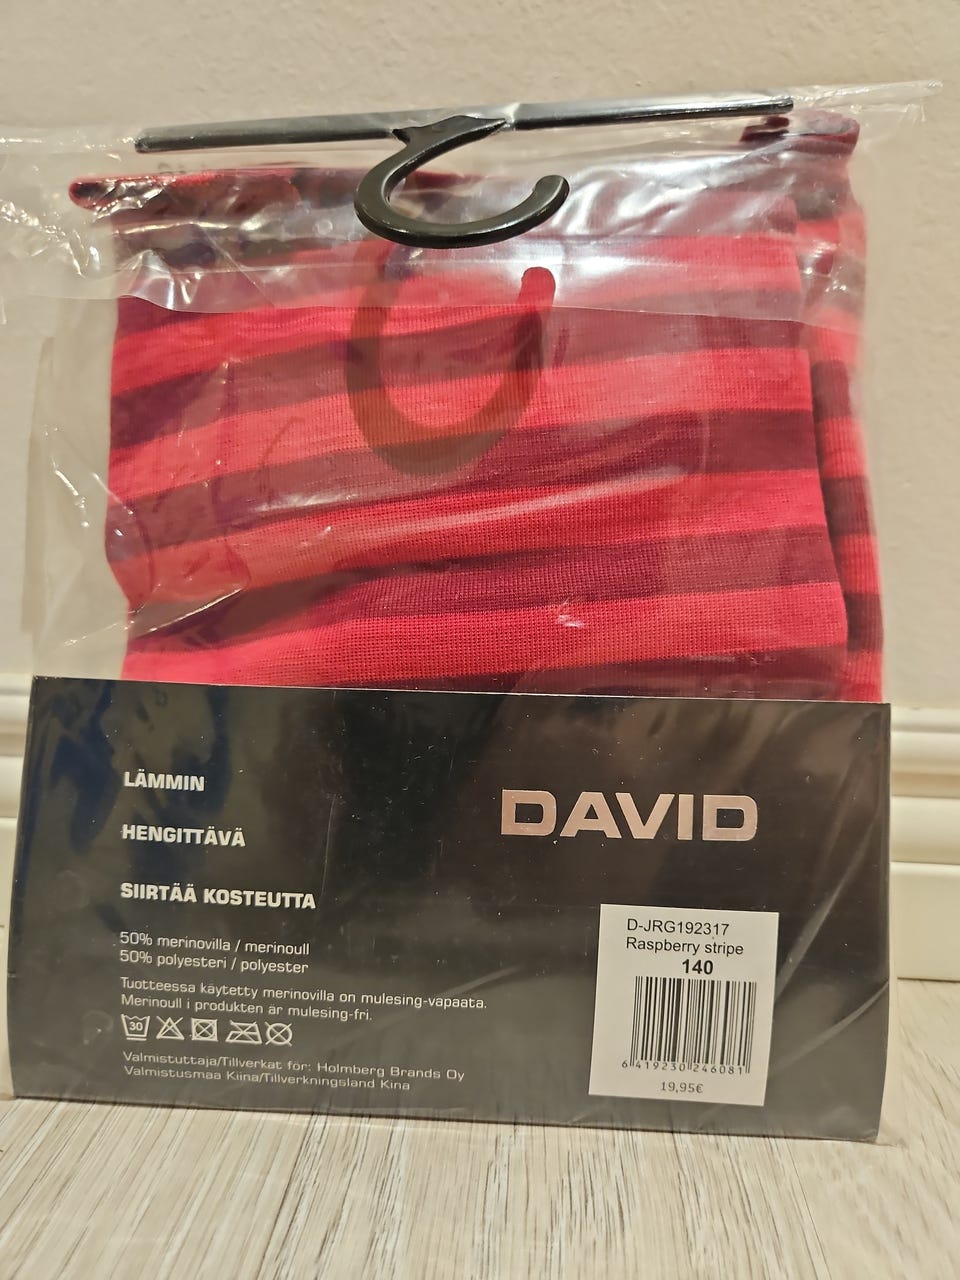 LÄMMIN
HENGITTÄVÄ
SIIRTÄÄ KOSTEUTTA
50% merinovilla / merinoull
50% polyesteri / polyester
Tuotteessa käytetty merinovilla on mulesing-vapaata.
Merinoull i produkten är mulesing-fri.
30
Valmistuttaja/Tillverkat för: Holmberg Brands Oy
Valmistusmaa Kiina/Tillverkningsland Kina
DAVID
D-JRG192317
Raspberry stripe
140
6 419230 246081
19,95€